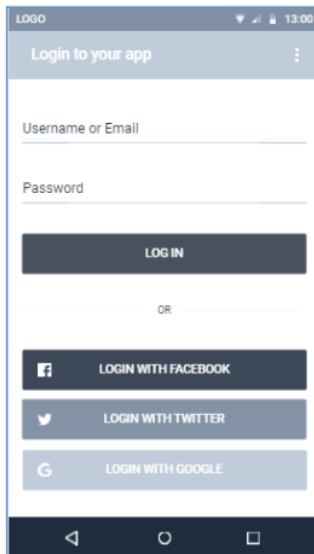 LOGO 13:00
Login to your app
Username or Email
Password
LOG IN
OR
LOGIN WITH FACEBOOK
LOGIN WITH TWITTER
G LOGIN WITH GOOGLE